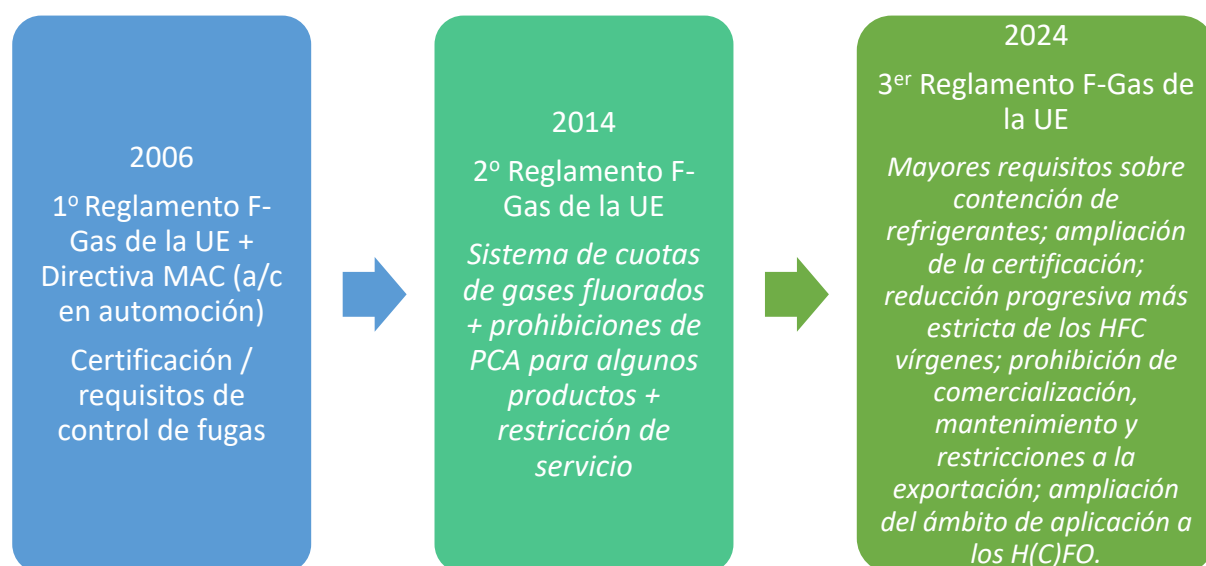 2006
1º Reglamento F-
Gas de la UE +
Directiva MAC (a/c
en automoción)
Certificación /
requisitos de
control de fugas
2014
2º Reglamento F-
Gas de la UE
Sistema de cuotas
de gases fluorados
+ prohibiciones de
PCA para algunos
productos +
restricción de
servicio
2024
3er Reglamento F-Gas de
la UE
Mayores requisitos sobre
contención de
refrigerantes; ampliación
de la certificación;
reducción progresiva más
estricta de los HFC
vírgenes; prohibición de
comercialización,
mantenimiento y
restricciones a la
exportación; ampliación
del ámbito de aplicación a
los H(C)FO.